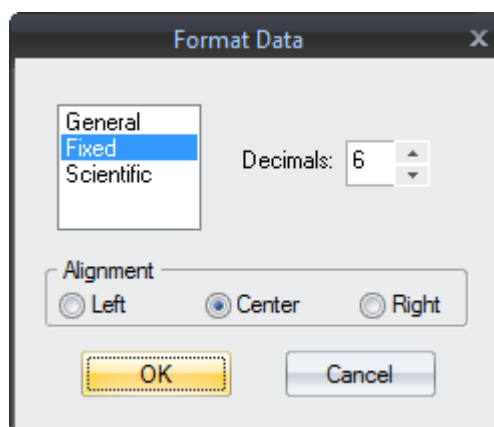 Format Data
General
Fixed
Scientific
Decimals: 6
Alignment
Left Center Right
OK Cancel